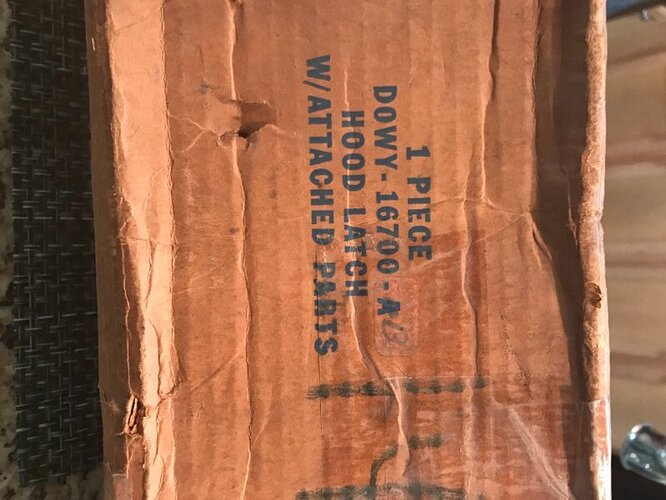 1 PIECE
DOWY-16700-A
HOOD LATCH
W/ATTACHED PARTS